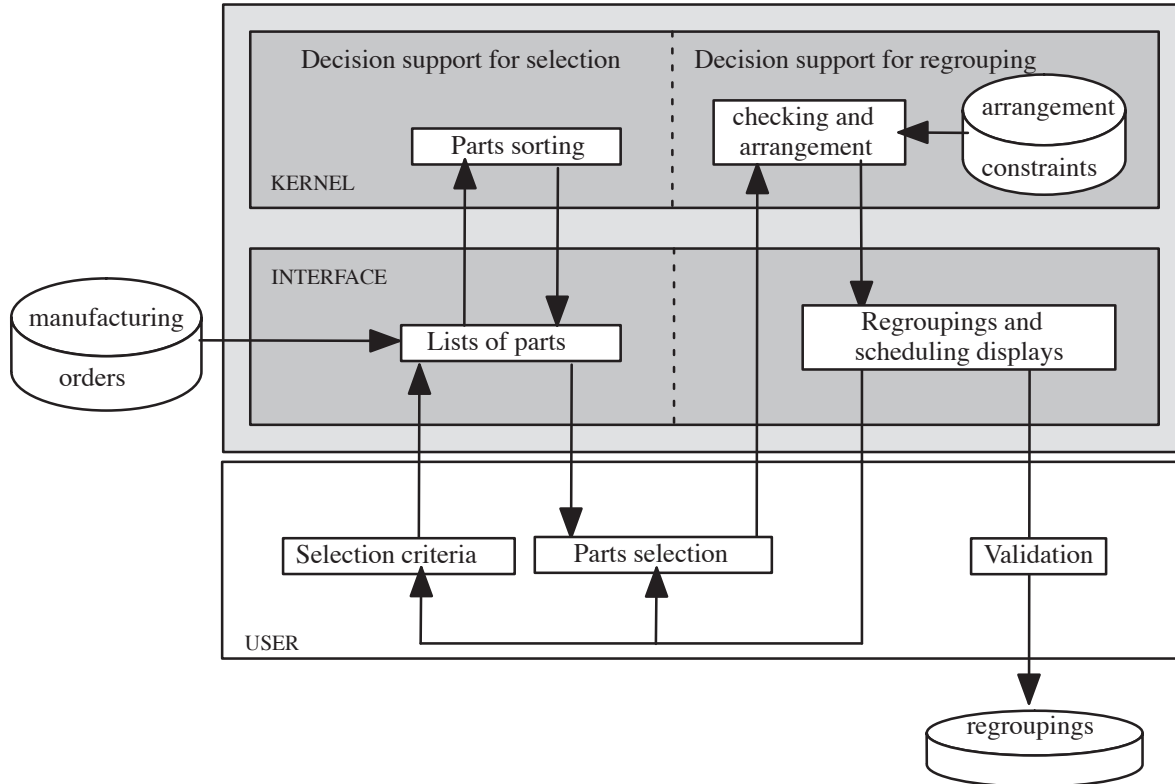 Decision support for selection
Decision support for regrouping
Parts sorting
checking and
arrangement
arrangement
constraints
KERNEL
INTERFACE
manufacturing
orders
Lists of parts
Regroupings and
scheduling displays
Selection criteria
Parts selection
Validation
USER
regroupings